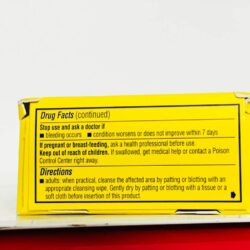 Drug Facts (continued)
Stop use and ask a doctor if
■ bleeding occurs ■ condition worsens or does not improve within 7 days
If pregnant or breast-feeding, ask a health professional before use.
Keep out of reach of children. If swallowed, get medical help or contact a Poison
Control Center right away.
Directions
■ adults: when practical, cleanse the affected area by patting or blotting with an
appropriate cleansing wipe. Gently dry by patting or blotting with a tissue or a
soft cloth before insertion of this product.